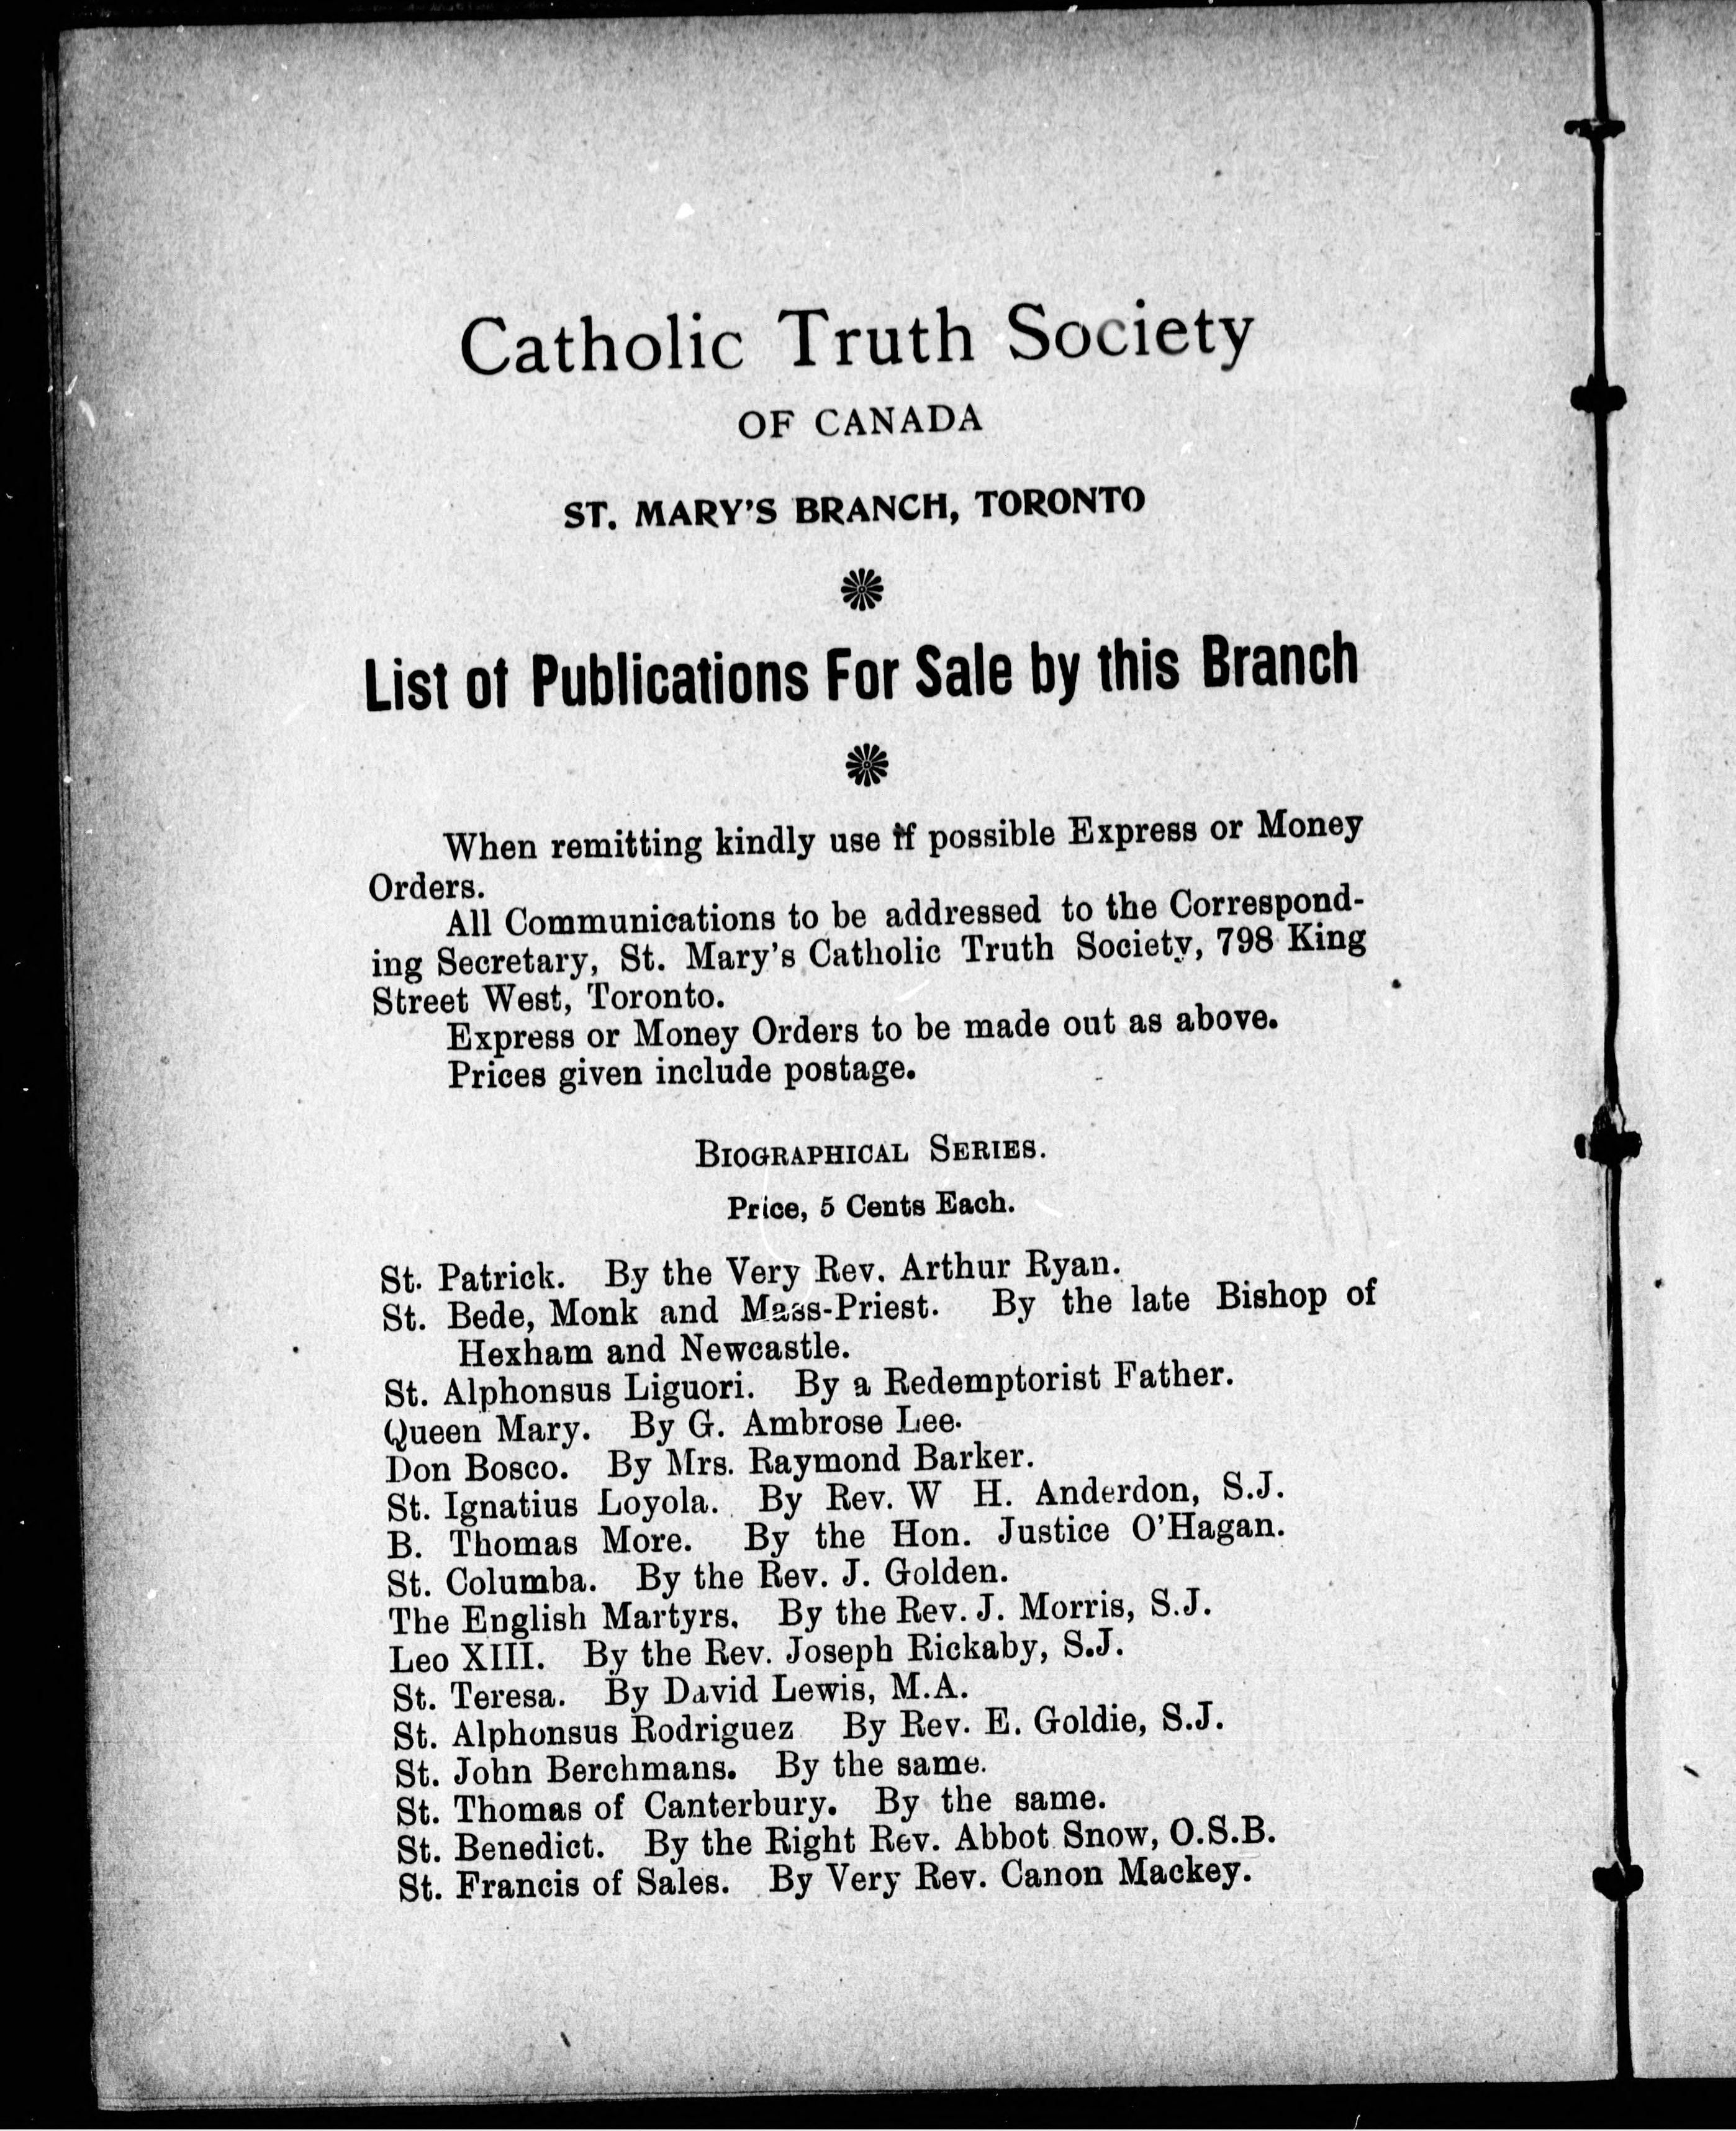 Catholic Truth Society
OF CANADA
ST. MARY'S BRANCH, TORONTO
List of Publications For Sale by this Branch
When remitting kindly use if possible Express or Money
Orders.
All Communications to be addressed to the Correspond-
ing Secretary, St. Mary's Catholic Truth Society, 798 King
Street West, Toronto.
Express or Money Orders to be made out as above.
Prices given include postage.
BIOGRAPHICAL SERIES.
Price, 5 Cents Each.
St. Patrick. By the Very Rev. Arthur Ryan.
St. Bede, Monk and Mass-Priest. By the late Bishop of
Hexham and Newcastle.
St. Alphonsus Liguori. By a Redemptorist Father.
Queen Mary. By G. Ambrose Lee.
Don Bosco. By Mrs. Raymond Barker.
St. Ignatius Loyola. By Rev. W H. Anderdon, S.J.
B. Thomas More. By the Hon. Justice O'Hagan.
St. Columba. By the Rev. J. Golden.
The English Martyrs. By the Rev. J. Morris, S.J.
Leo XIII. By the Rev. Joseph Rickaby, S.J.
St. Teresa. By David Lewis, M.A.
St. Alphonsus Rodriguez By Rev. E. Goldie, S.J.
St. John Berchmans. By the same.
St. Thomas of Canterbury. By the same.
St. Benedict. By the Right Rev. Abbot Snow, O.S.B.
St. Francis of Sales. By Very Rev. Canon Mackey.